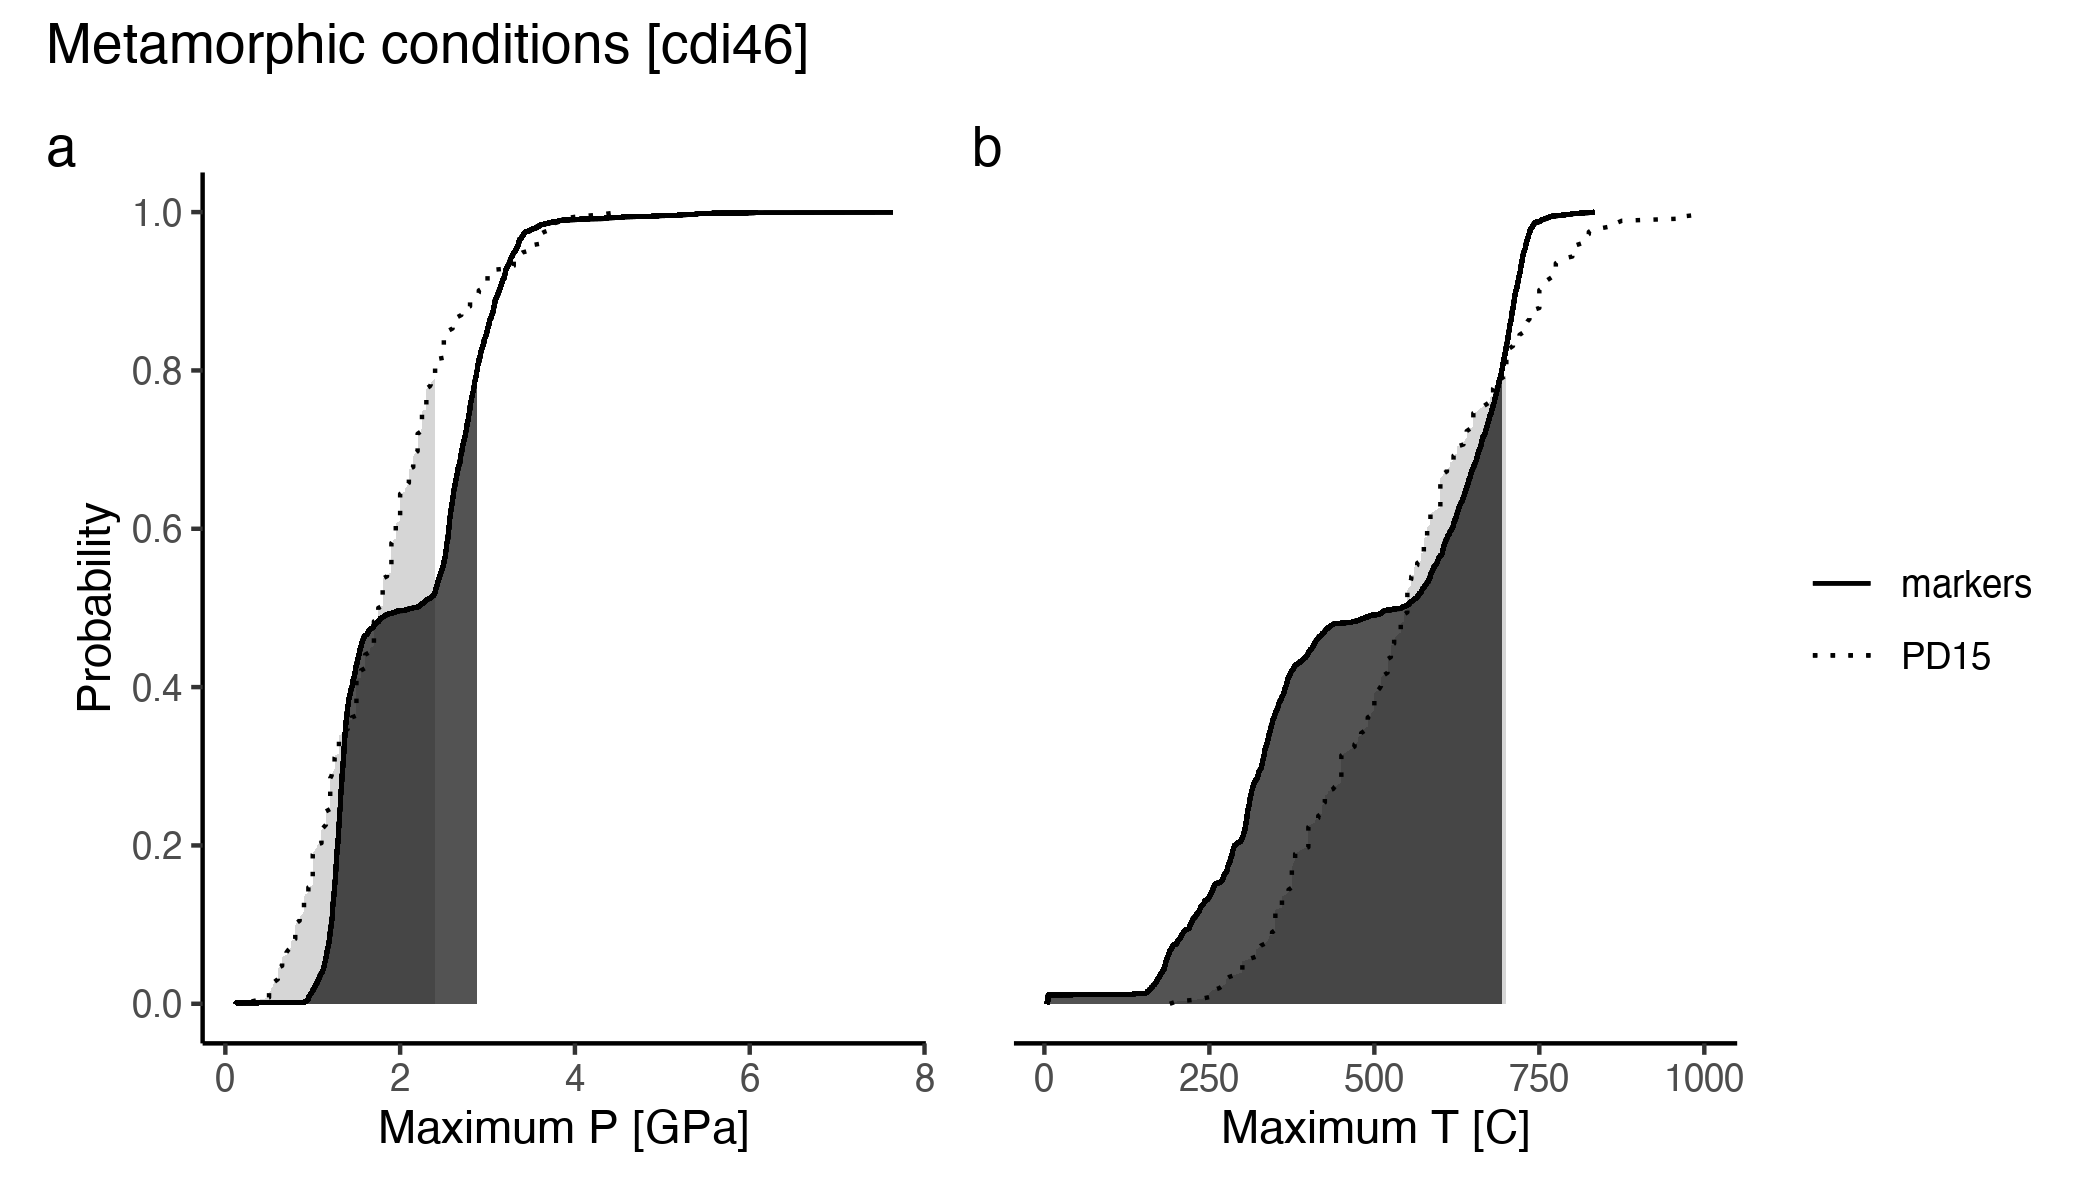 Metamorphic conditions [cdi46]
a
b
Probability
1.0
0.8
0.6
0.4
0.2
0.0
0 2 4 6 8
Maximum P [GPa]
0 250 500 750 1000
Maximum T [C]
markers
PD15